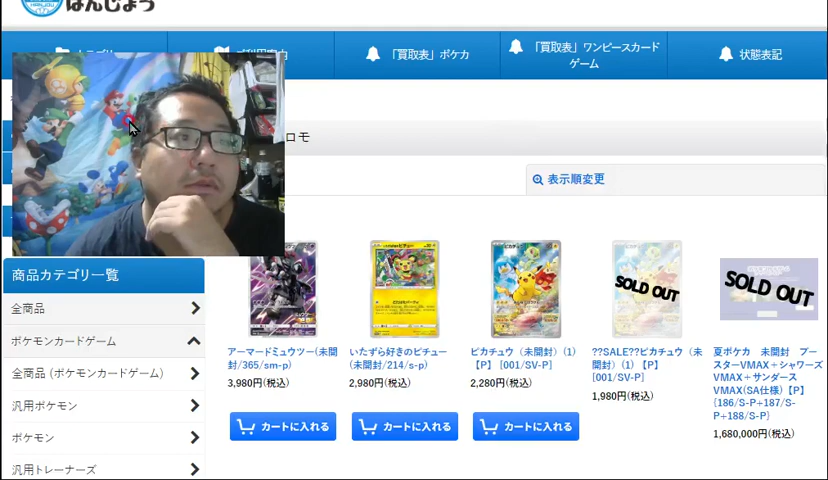 はんじょう
「買取表」ポケカ
「買取表」ワンピースカード
ゲーム
状態表記
ロモ
表示順変更
商品カテゴリ一覧
全商品
ポケモンカードゲーム
全商品 (ポケモンカードゲーム)
汎用ポケモン
ポケモン
汎用トレーナーズ
アーマードミュウツー(未開
封/365/sm-p)
3,980円(税込)
カートに入れる
いたずら好きのピチュー
(未開封/214/s-p)
2,980円(税込)
カートに入れる
ピカチュウ（未開封）(1)
【P】 [001/SV-P]
2,280円(税込)
カートに入れる
SOLD OUT
??SALE??ピカチュウ（未
開封）(1) 【P】
[001/SV-P]
1,980円(税込)
SOLD OUT
夏ポケカ　未開封　ブー
スターVMAX＋シャワーズ
VMAX＋サンダース
VMAX(SA仕様)【P】
{186/S-P+187/S-
P+188/S-P}
1,680,000円(税込)